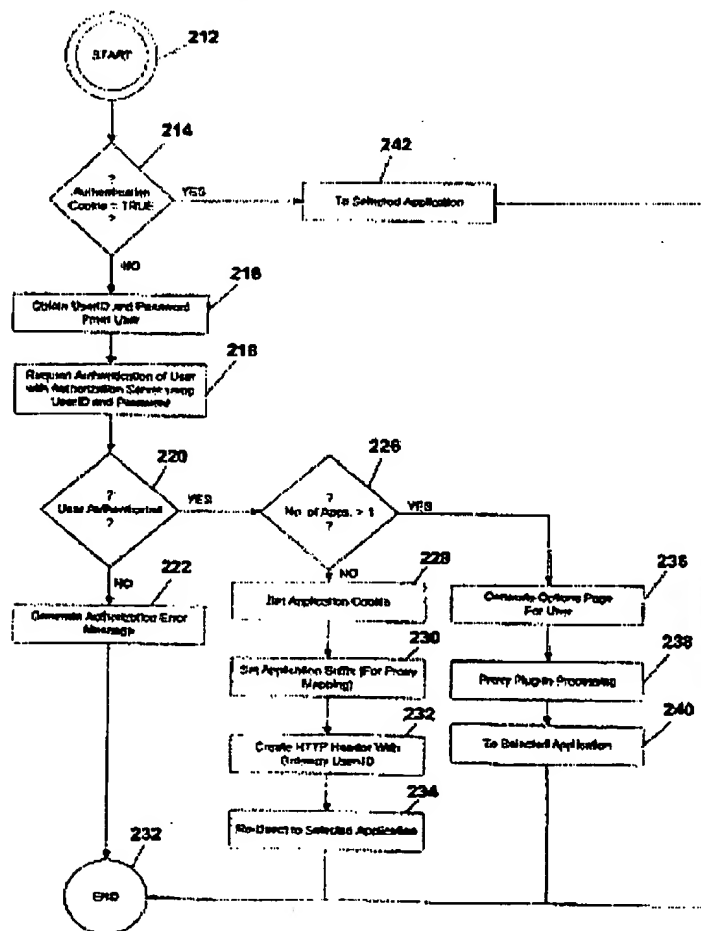 START
212
214
?
Authentication
Cookie = TRUE
?
YES
242
To Selected Application
NO
216
Obtain UserID and Password
From User
218
Request Authentication of User
with Authorization Server using
UserID and Password
220
?
User Authenticated
?
YES
226
?
No. of Apps. > 1
?
YES
NO
222
Generate Authorization Error
Message
NO
228
Set Application Cookie
230
Set Application Suffix (For Proxy
Mapping)
232
Create HTTP Header With
Gateway UserID
234
Re-Direct to Selected Application
236
Generate Options Page
For User
238
Proxy Plug-In Processing
240
To Selected Application
232
END